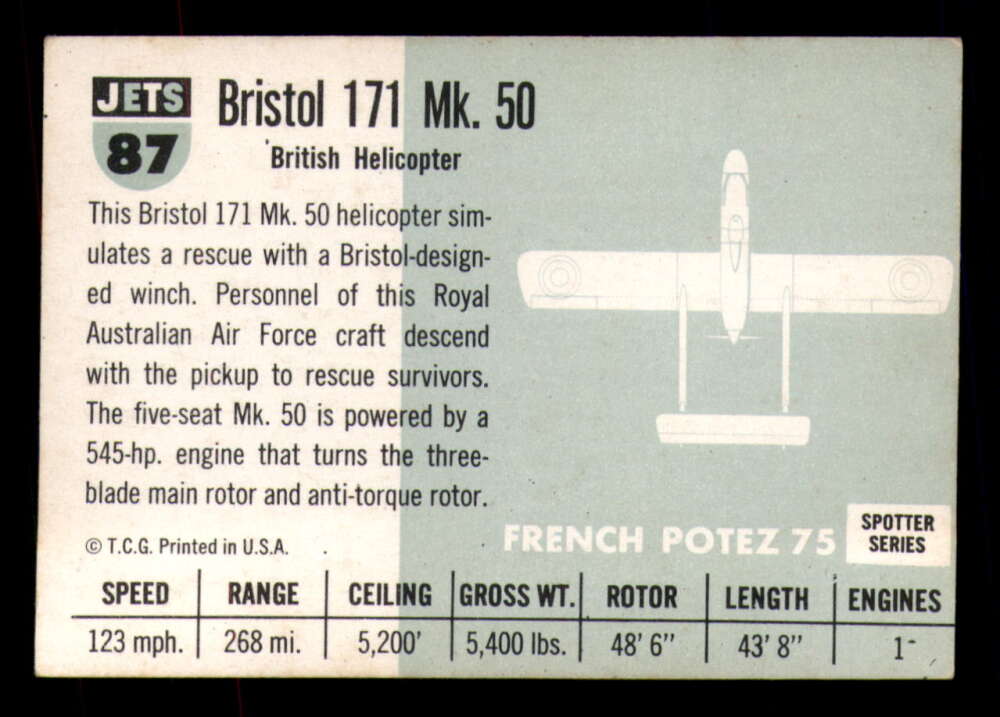 JETS
87
Bristol 171 Mk. 50
British Helicopter
This Bristol 171 Mk. 50 helicopter sim-
ulates a rescue with a Bristol-design-
ed winch. Personnel of this Royal
Australian Air Force craft descend
with the pickup to rescue survivors.
The five-seat Mk. 50 is powered by a
545-hp. engine that turns the three-
blade main rotor and anti-torque rotor.
© T.C.G. Printed in U.S.A.
FRENCH POTEZ 75
SPOTTER
SERIES
SPEED RANGE CEILING GROSS WT. ROTOR LENGTH ENGINES
123 mph. 268 mi. 5,200' 5,400 lbs. 48' 6" 43' 8" 1